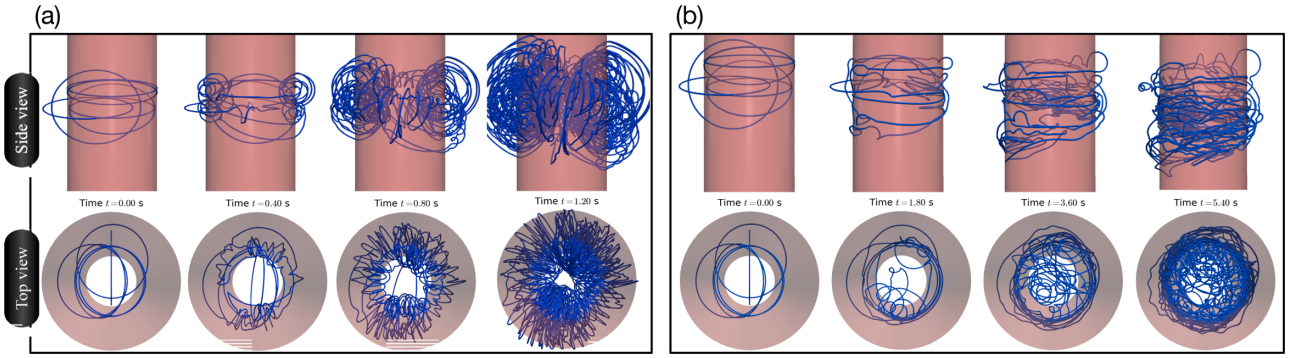 (a)
(b)
Side view
Time t=0.00 s
Time t=0.40 s
Time t=0.80 s
Time t=1.20 s
Time t=0.00 s
Time t=1.80 s
Time t=3.60 s
Time t=5.40 s
Top view